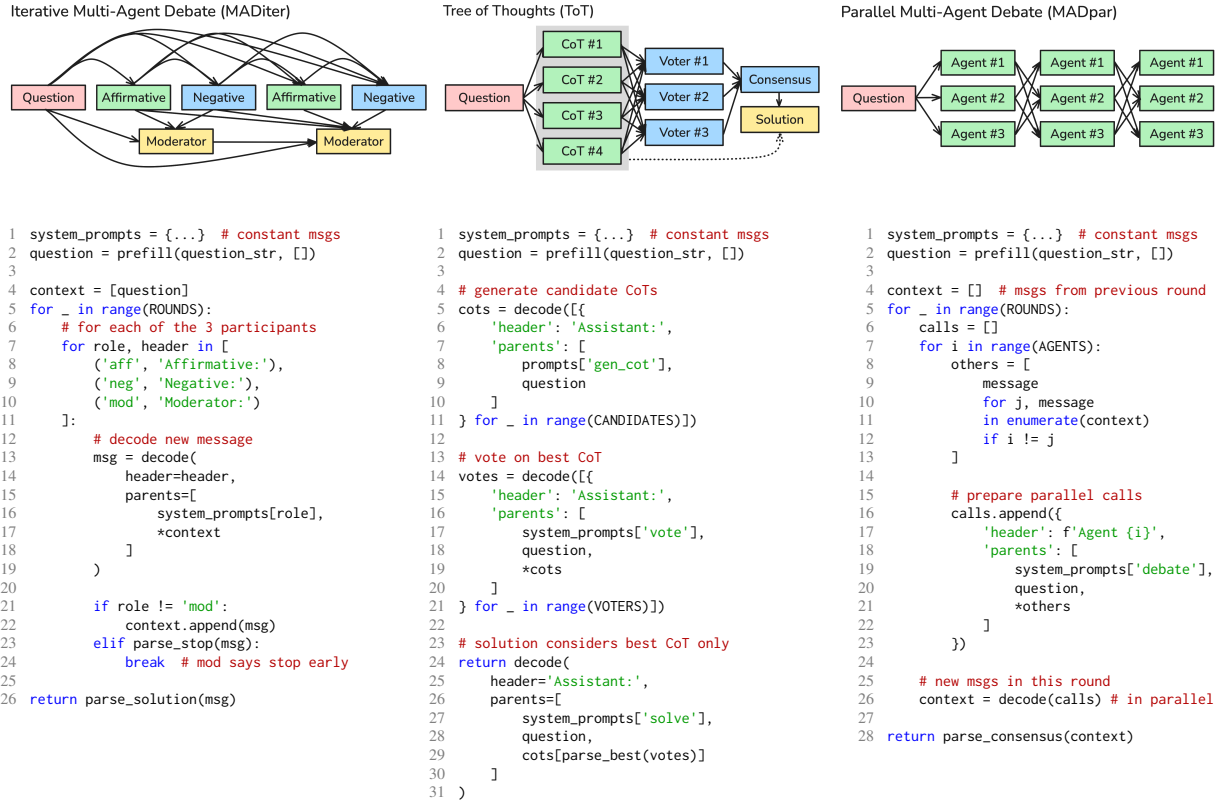 Iterative Multi-Agent Debate (MADiter)
Question
Affirmative
Negative
Affirmative
Negative
Moderator
Moderator
1 system_prompts = {...}  # constant msgs
2 question = prefill(question_str, [])
3
4 context = [question]
5 for _ in range(ROUNDS):
6     # for each of the 3 participants
7     for role, header in [
8         ('aff', 'Affirmative:'),
9         ('neg', 'Negative:'),
10         ('mod', 'Moderator:')
11     ]:
12         # decode new message
13         msg = decode(
14             header=header,
15             parents=[
16                 system_prompts[role],
17                 *context
18             ]
19         )
20
21         if role != 'mod':
22             context.append(msg)
23         elif parse_stop(msg):
24             break  # mod says stop early
25
26 return parse_solution(msg)
Tree of Thoughts (ToT)
Question
CoT #1
CoT #2
CoT #3
CoT #4
Voter #1
Voter #2
Voter #3
Consensus
Solution
1 system_prompts = {...}  # constant msgs
2 question = prefill(question_str, [])
3
4 # generate candidate CoTs
5 cots = decode([{
6     'header': 'Assistant:',
7     'parents': [
8         prompts['gen_cot'],
9         question
10     ]
11 } for _ in range(CANDIDATES)])
12
13 # vote on best CoT
14 votes = decode([{
15     'header': 'Assistant:',
16     'parents': [
17         system_prompts['vote'],
18         question,
19         *cots
20     ]
21 } for _ in range(VOTERS)])
22
23 # solution considers best CoT only
24 return decode(
25     header='Assistant:',
26     parents=[
27         system_prompts['solve'],
28         question,
29         cots[parse_best(votes)]
30     ]
31 )
Parallel Multi-Agent Debate (MADpar)
Question
Agent #1
Agent #2
Agent #3
Agent #1
Agent #2
Agent #3
Agent #1
Agent #2
Agent #3
1 system_prompts = {...}  # constant msgs
2 question = prefill(question_str, [])
3
4 context = []  # msgs from previous round
5 for _ in range(ROUNDS):
6     calls = []
7     for i in range(AGENTS):
8         others = [
9             message
10             for j, message
11             in enumerate(context)
12             if i != j
13         ]
14
15         # prepare parallel calls
16         calls.append({
17             'header': f'Agent {i}',
18             'parents': [
19                 system_prompts['debate'],
20                 question,
21                 *others
22             ]
23         })
24
25     # new msgs in this round
26     context = decode(calls) # in parallel
27
28 return parse_consensus(context)